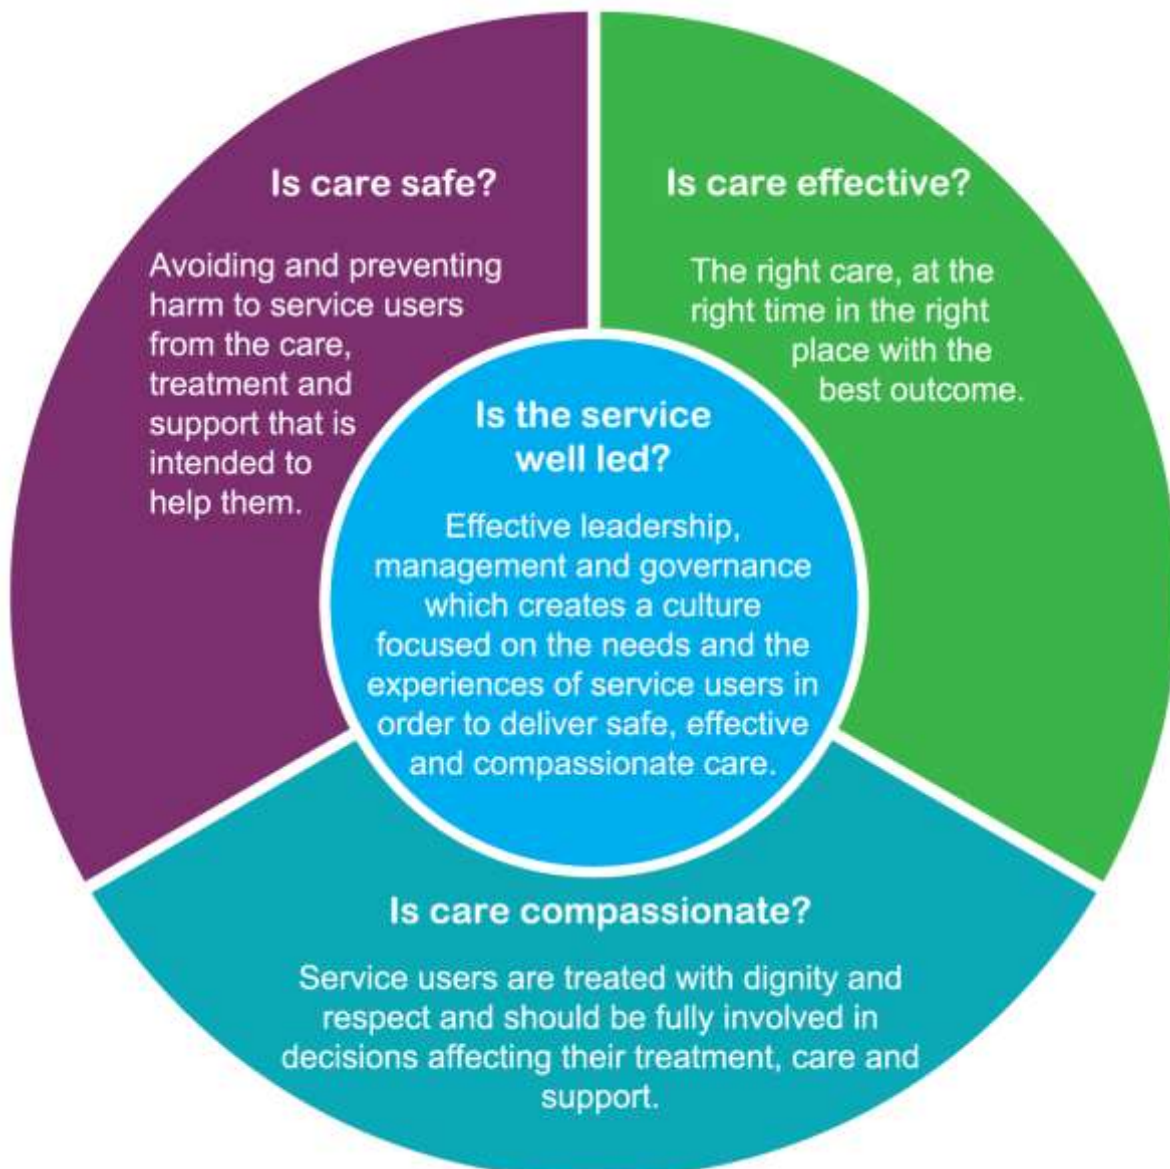 Is care safe?
Avoiding and preventing
harm to service users
from the care,
treatment and
support that is
intended to
help them.
Is care effective?
The right care, at the
right time in the right
place with the
best outcome.
Is the service
well led?
Effective leadership,
management and governance
which creates a culture
focused on the needs and the
experiences of service users in
order to deliver safe, effective
and compassionate care.
Is care compassionate?
Service users are treated with dignity and
respect and should be fully involved in
decisions affecting their treatment, care and
support.